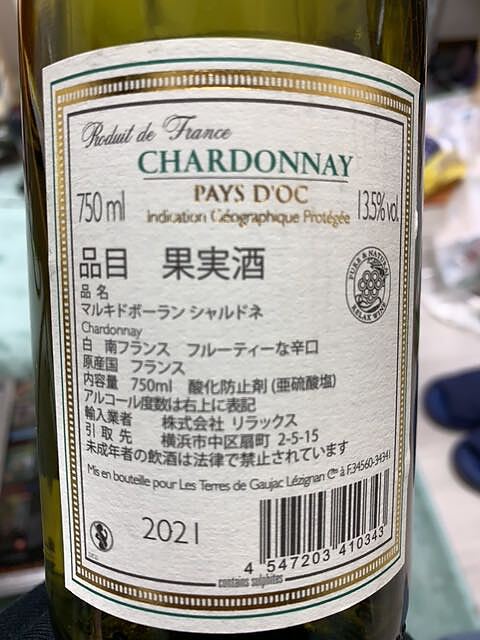 Produit de France
CHARDONNAY
PAYS D'OC
750 ml
Indication Géographique Protégée
13.5% vol.
PURE & NATURAL
RELAX WINE
品目 果実酒
品名
マルキドボーラン シャルドネ
Chardonnay
白 南フランス フルーティーな辛口
原産国 フランス
内容量 750ml 酸化防止剤 (亜硫酸塩)
アルコール度数は右上に表記
輸入業者 株式会社 リラックス
引取先 横浜市中区扇町 2-5-15
未成年者の飲酒は法律で禁止されています
Mis en bouteille pour Les Terres de Gaujac Lézignan Cbe à F.34560-34341
2021
4 547203 410343
contains sulphites